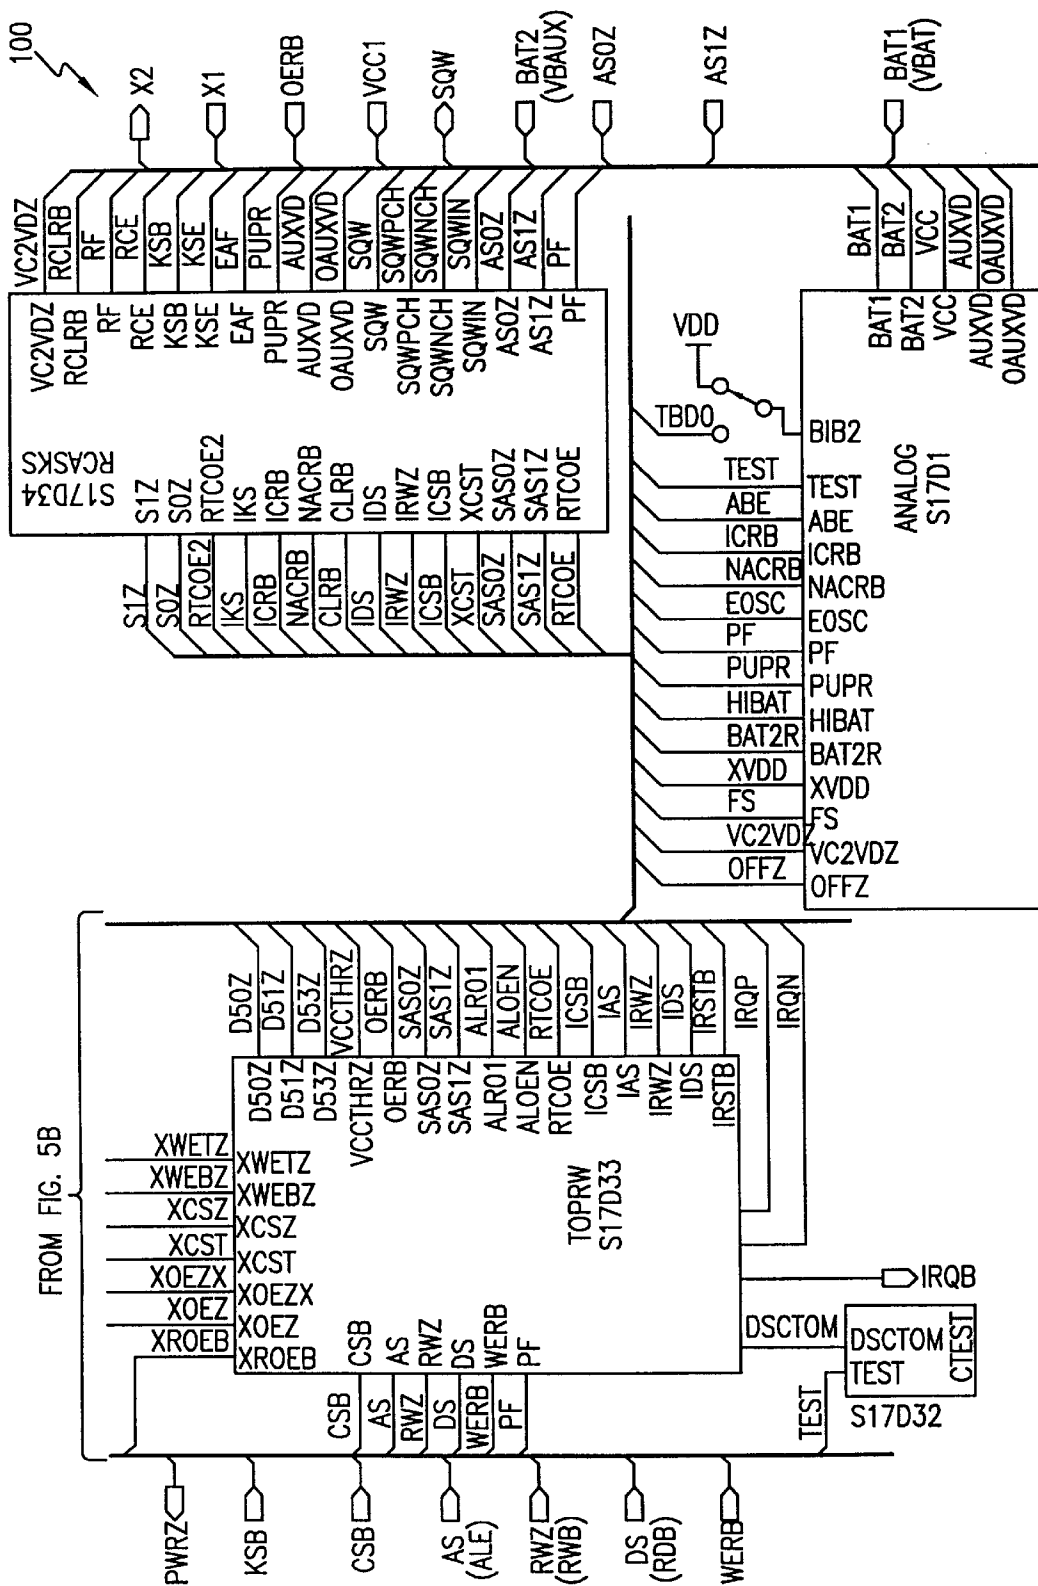 100
X2
X1
OERB
VCC1
SQW
BAT2
(VBAUX)
AS0Z
AS1Z
BAT1
(VBAT)
VC2VDZ
RCLRB
RF
RCE
KSB
KSE
EAF
PUPR
AUXVD
OAUXVD
SQW
SQWPCH
SQWNCH
SQWIN
AS0Z
AS1Z
PF
VC2VDZ
RCLRB
RF
RCE
KSB
KSE
EAF
PUPR
AUXVD
OAUXVD
SQW
SQWPCH
SQWNCH
SQWIN
AS0Z
AS1Z
PF
S17D34
RCASKS
S1Z
S0Z
RTCOE2
IKS
ICRB
NACRB
CLRB
IDS
IRWZ
ICSB
XCST
SAS0Z
SAS1Z
RTCOE
S1Z
S0Z
RTCOE2
IKS
ICRB
NACRB
CLRB
IDS
IRWZ
ICSB
XCST
SAS0Z
SAS1Z
RTCOE
BAT1
BAT2
VCC
AUXVD
OAUXVD
BAT1
BAT2
VCC
AUXVD
OAUXVD
VDD
TBD0
BIB2
ANALOG
S17D1
TEST
ABE
ICRB
NACRB
EOSC
PF
PUPR
HIBAT
BAT2R
XVDD
FS
VC2VDZ
OFFZ
TEST
ABE
ICRB
NACRB
EOSC
PF
PUPR
HIBAT
BAT2R
XVDD
FS
VC2VDZ
OFFZ
FROM FIG. 5B
D50Z
D51Z
D53Z
VCCTHRZ
OERB
SAS0Z
SAS1Z
ALR01
ALOEN
RTCOE
ICSB
IAS
IRWZ
IDS
IRSTB
IRQP
IRQN
D50Z
D51Z
D53Z
VCCTHRZ
OERB
SAS0Z
SAS1Z
ALR01
ALOEN
RTCOE
ICSB
IAS
IRWZ
IDS
IRSTB
XWETZ
XWEBZ
XCSZ
XCST
XOEZX
XOEZ
XROEB
XWETZ
XWEBZ
XCSZ
XCST
XOEZX
XOEZ
XROEB
TOPRW
S17D33
CSB
AS
RWZ
DS
WERB
PF
CSB
AS
RWZ
DS
WERB
PF
IRQB
DSCTOM
DSCTOM
TEST
CTEST
S17D32
TEST
PWRZ
KSB
CSB
AS
(ALE)
RWZ
(RWB)
DS
(RDB)
WERB